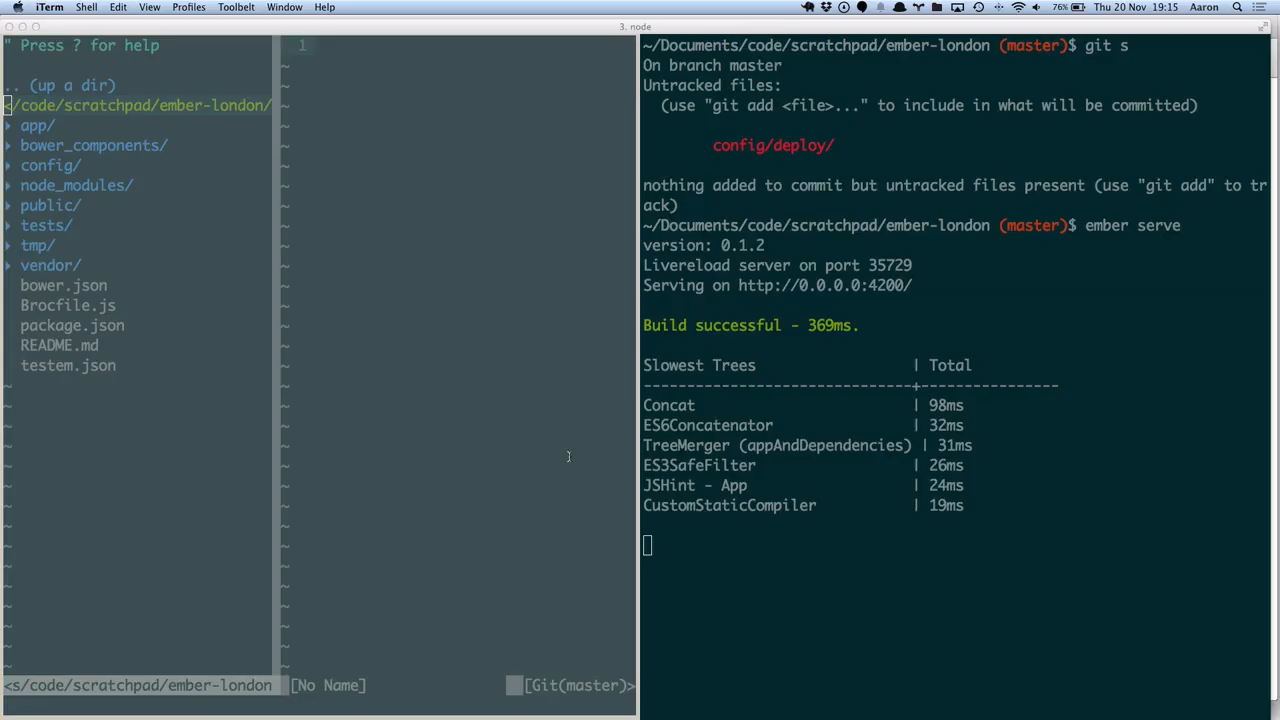 iTerm Shell Edit View Profiles Toolbelt Window Help 76% Thu 20 Nov 19:15 Aaron
3. node
" Press ? for help
.. (up a dir)
</code/scratchpad/ember-london/
app/
bower_components/
config/
node_modules/
public/
tests/
tmp/
vendor/
bower.json
Brocfile.js
package.json
README.md
testem.json
<s/code/scratchpad/ember-london
1
[No Name] [Git(master)>
~/Documents/code/scratchpad/ember-london (master)$ git s
On branch master
Untracked files:
(use "git add <file>..." to include in what will be committed)
config/deploy/
nothing added to commit but untracked files present (use "git add" to tr
ack)
~/Documents/code/scratchpad/ember-london (master)$ ember serve
version: 0.1.2
Livereload server on port 35729
Serving on http://0.0.0.0:4200/
Build successful - 369ms.
Slowest Trees | Total
-------------------------------+----------------
Concat | 98ms
ES6Concatenator | 32ms
TreeMerger (appAndDependencies) | 31ms
ES3SafeFilter | 26ms
JSHint - App | 24ms
CustomStaticCompiler | 19ms